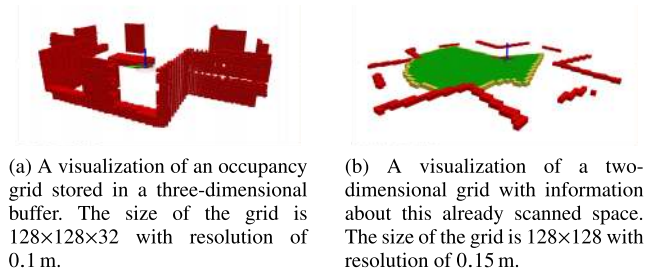 (a) A visualization of an occupancy
grid stored in a three-dimensional
buffer. The size of the grid is
128×128×32 with resolution of
0.1 m.
(b) A visualization of a two-
dimensional grid with information
about this already scanned space.
The size of the grid is 128×128 with
resolution of 0.15 m.